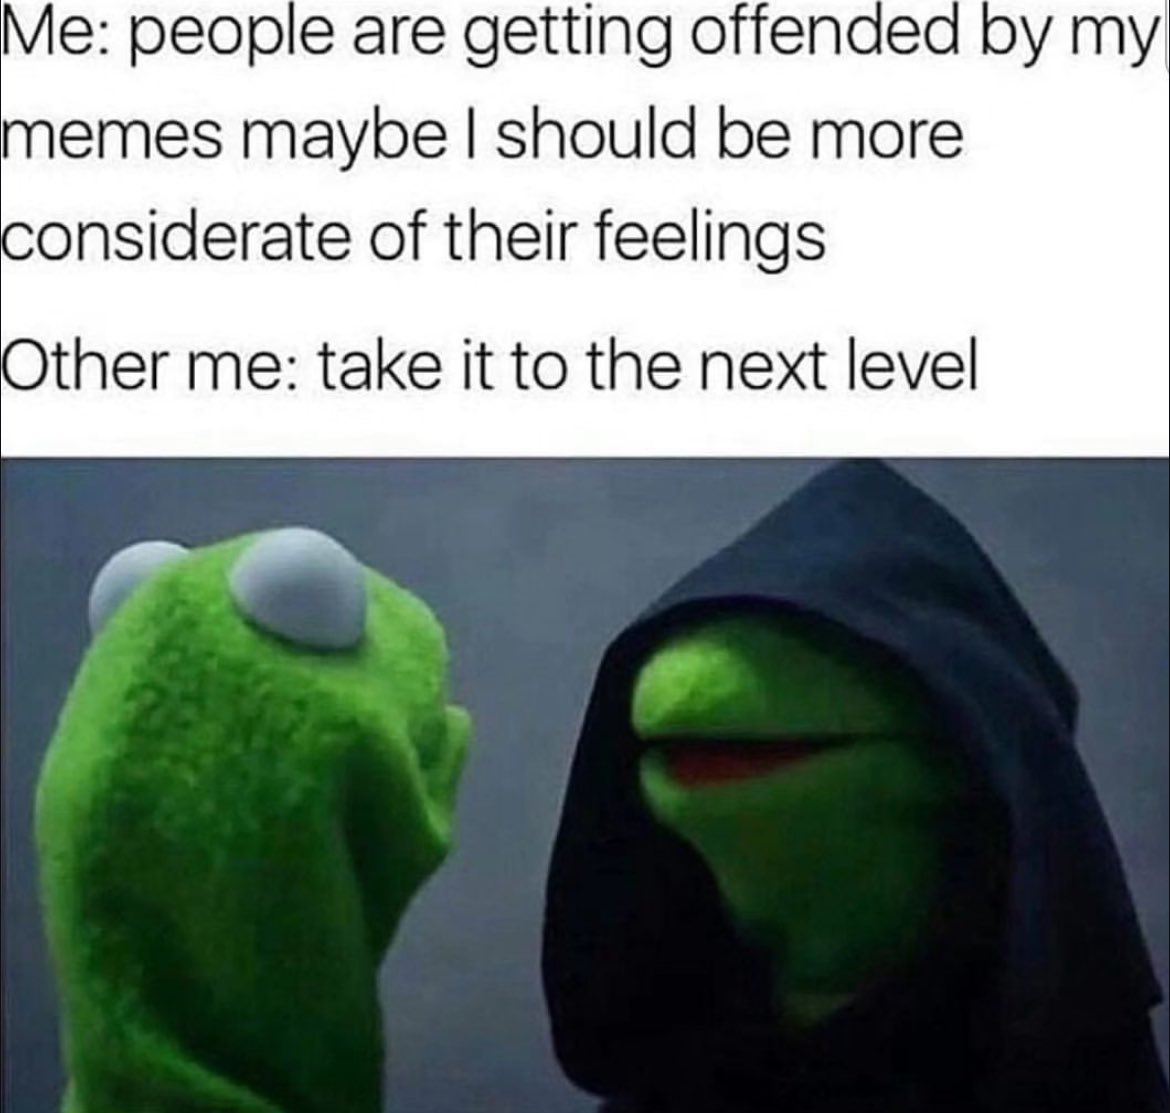 Me: people are getting offended by my
memes maybe I should be more
considerate of their feelings
Other me: take it to the next level